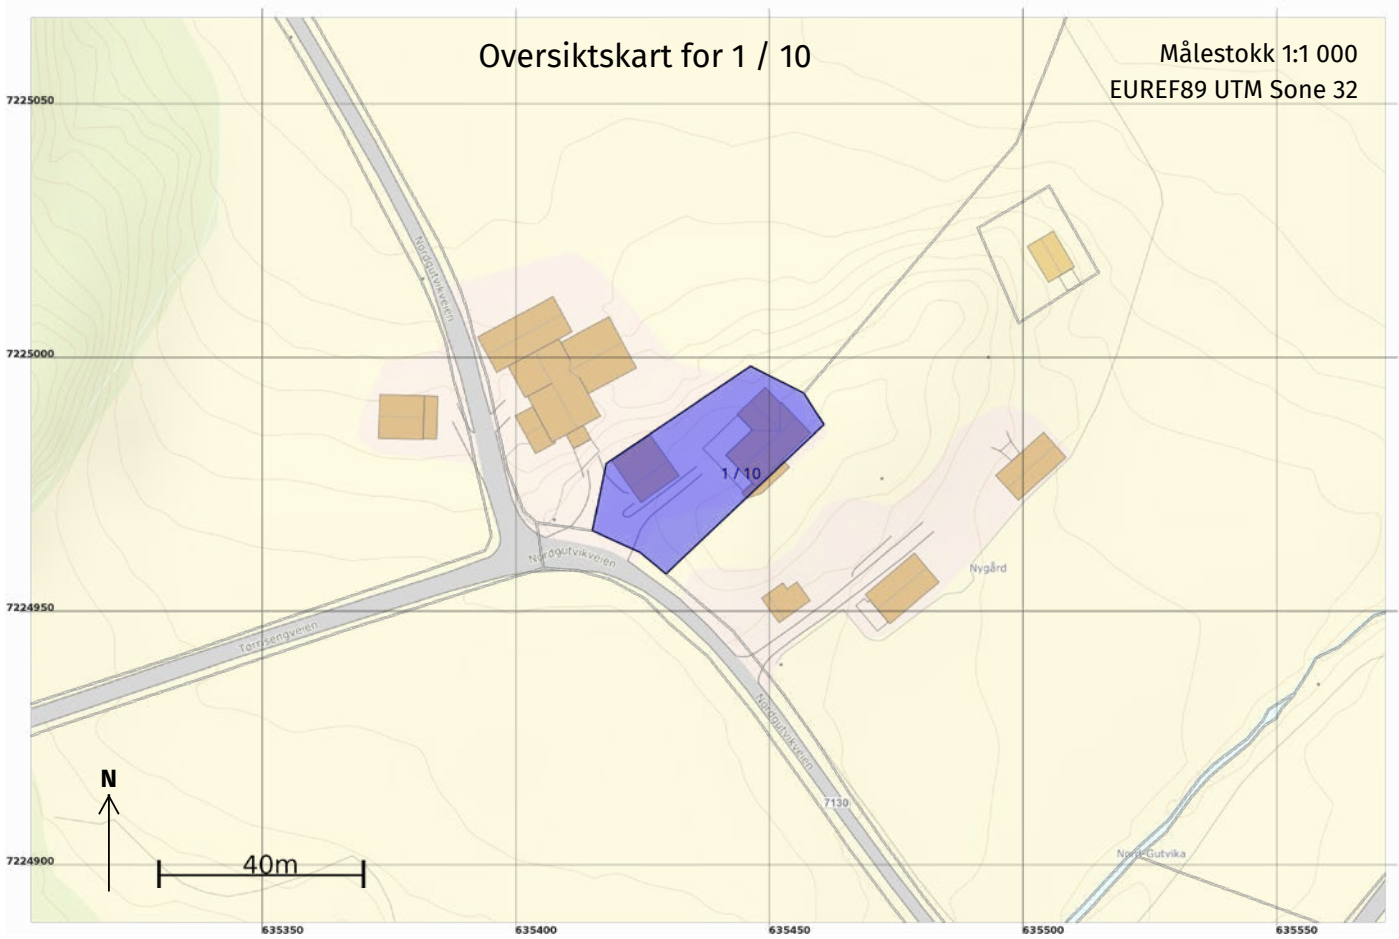 Oversiktskart for 1 / 10
Målestokk 1:1 000
EUREF89 UTM Sone 32
7225050
Nordgutvikveien
7225000
1 / 10
Nordgutvikveien
Nygård
7224950
Tornsengveien
Nordgutvikveien
7130
N
40m
Nord-Gutvika
7224900
635350
635400
635450
635500
635550